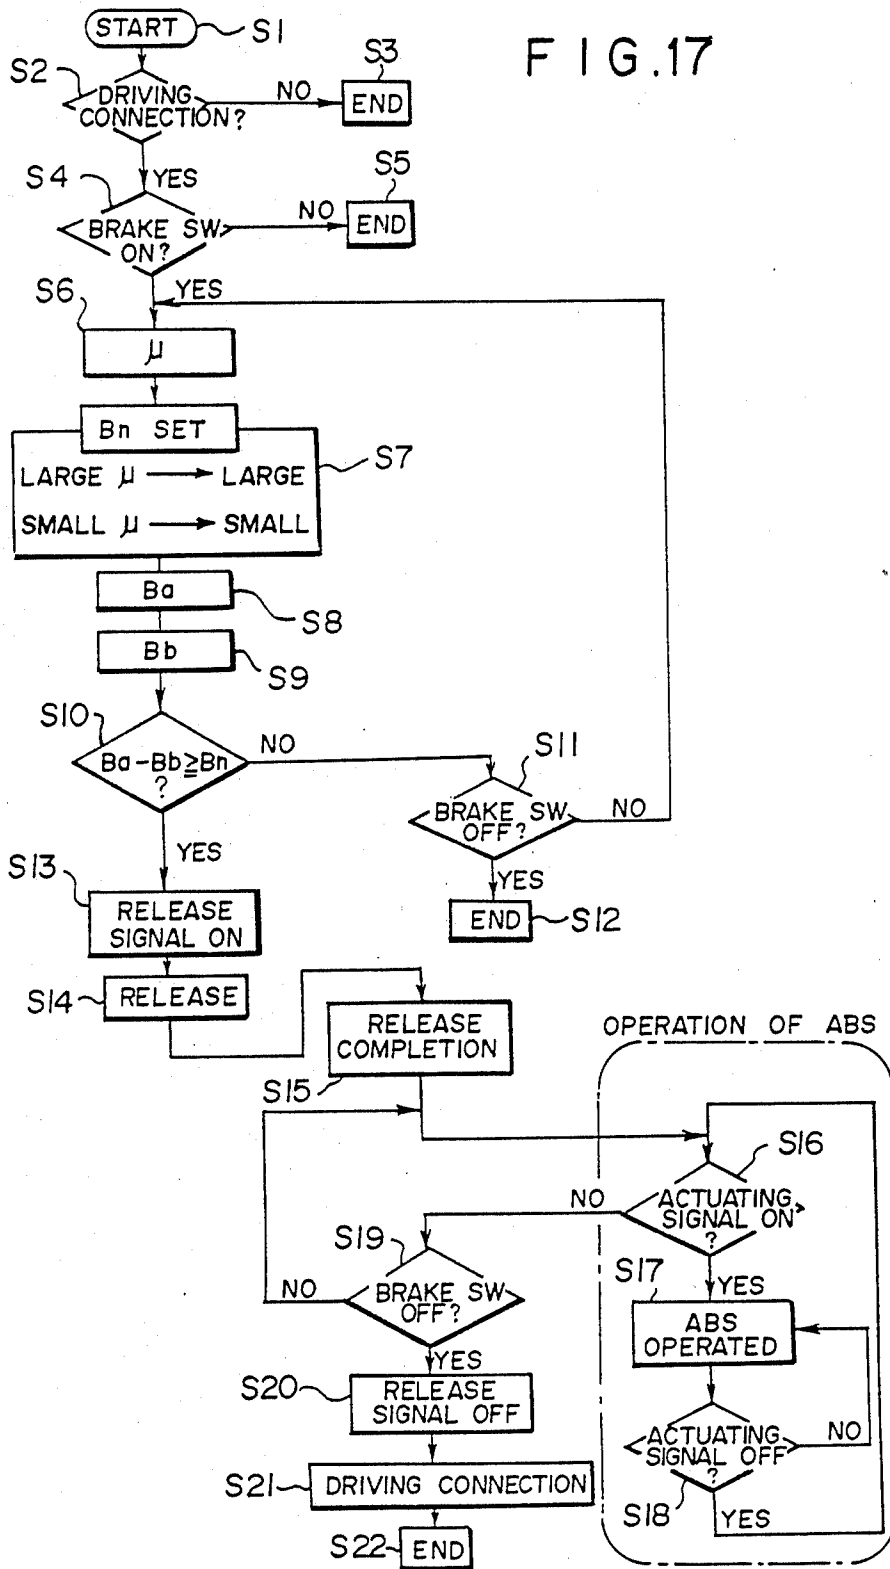 FIG.17
START
S1
S2
DRIVING
CONNECTION?
NO
S3
END
YES
S4
BRAKE SW
ON?
NO
S5
END
YES
S6
μ
Bn SET
S7
LARGE μ → LARGE
SMALL μ → SMALL
Ba
S8
Bb
S9
S10
Ba-Bb≧Bn
?
NO
S11
BRAKE SW
OFF?
NO
YES
END
S12
YES
S13
RELEASE
SIGNAL ON
S14
RELEASE
RELEASE
COMPLETION
S15
OPERATION OF ABS
S16
ACTUATING
SIGNAL ON
?
NO
YES
S17
ABS
OPERATED
ACTUATING
SIGNAL OFF
?
NO
S18
YES
S19
BRAKE SW
OFF?
NO
YES
S20
RELEASE
SIGNAL OFF
S21
DRIVING CONNECTION
S22
END